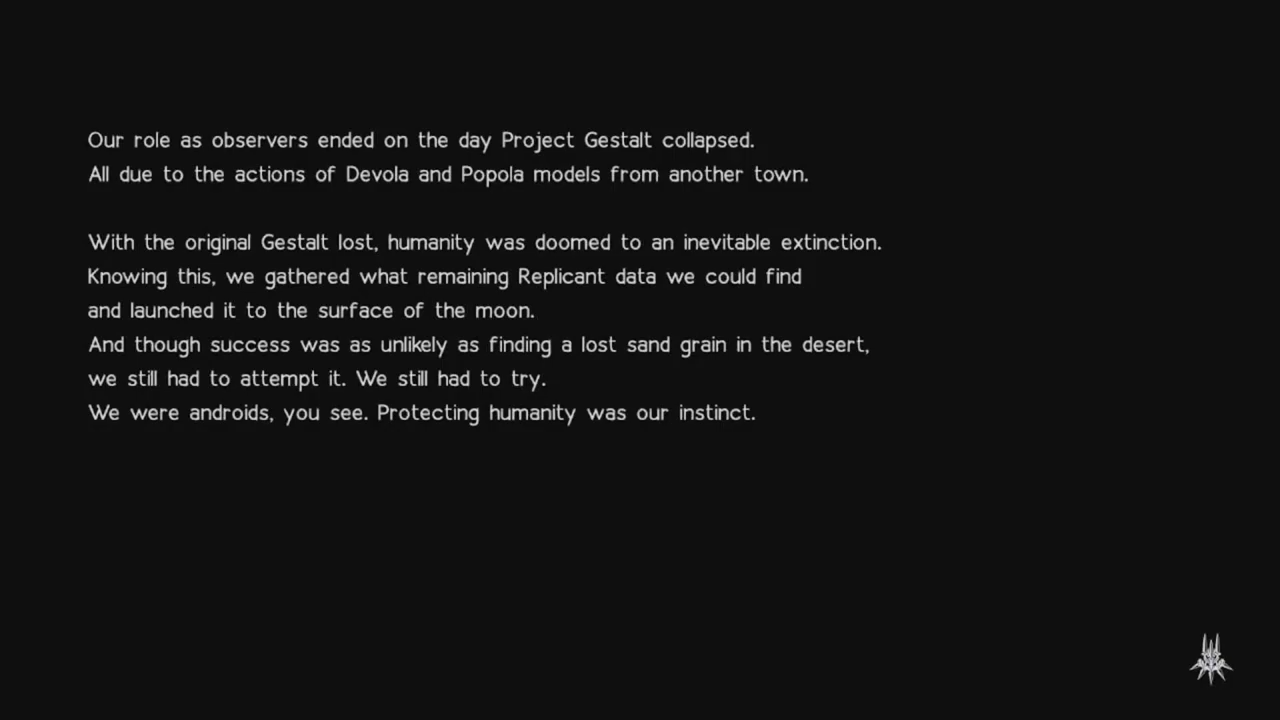 Our role as observers ended on the day Project Gestalt collapsed.
All due to the actions of Devola and Popola models from another town.
With the original Gestalt lost, humanity was doomed to an inevitable extinction.
Knowing this, we gathered what remaining Replicant data we could find
and launched it to the surface of the moon.
And though success was as unlikely as finding a lost sand grain in the desert,
we still had to attempt it. We still had to try.
We were androids, you see. Protecting humanity was our instinct.